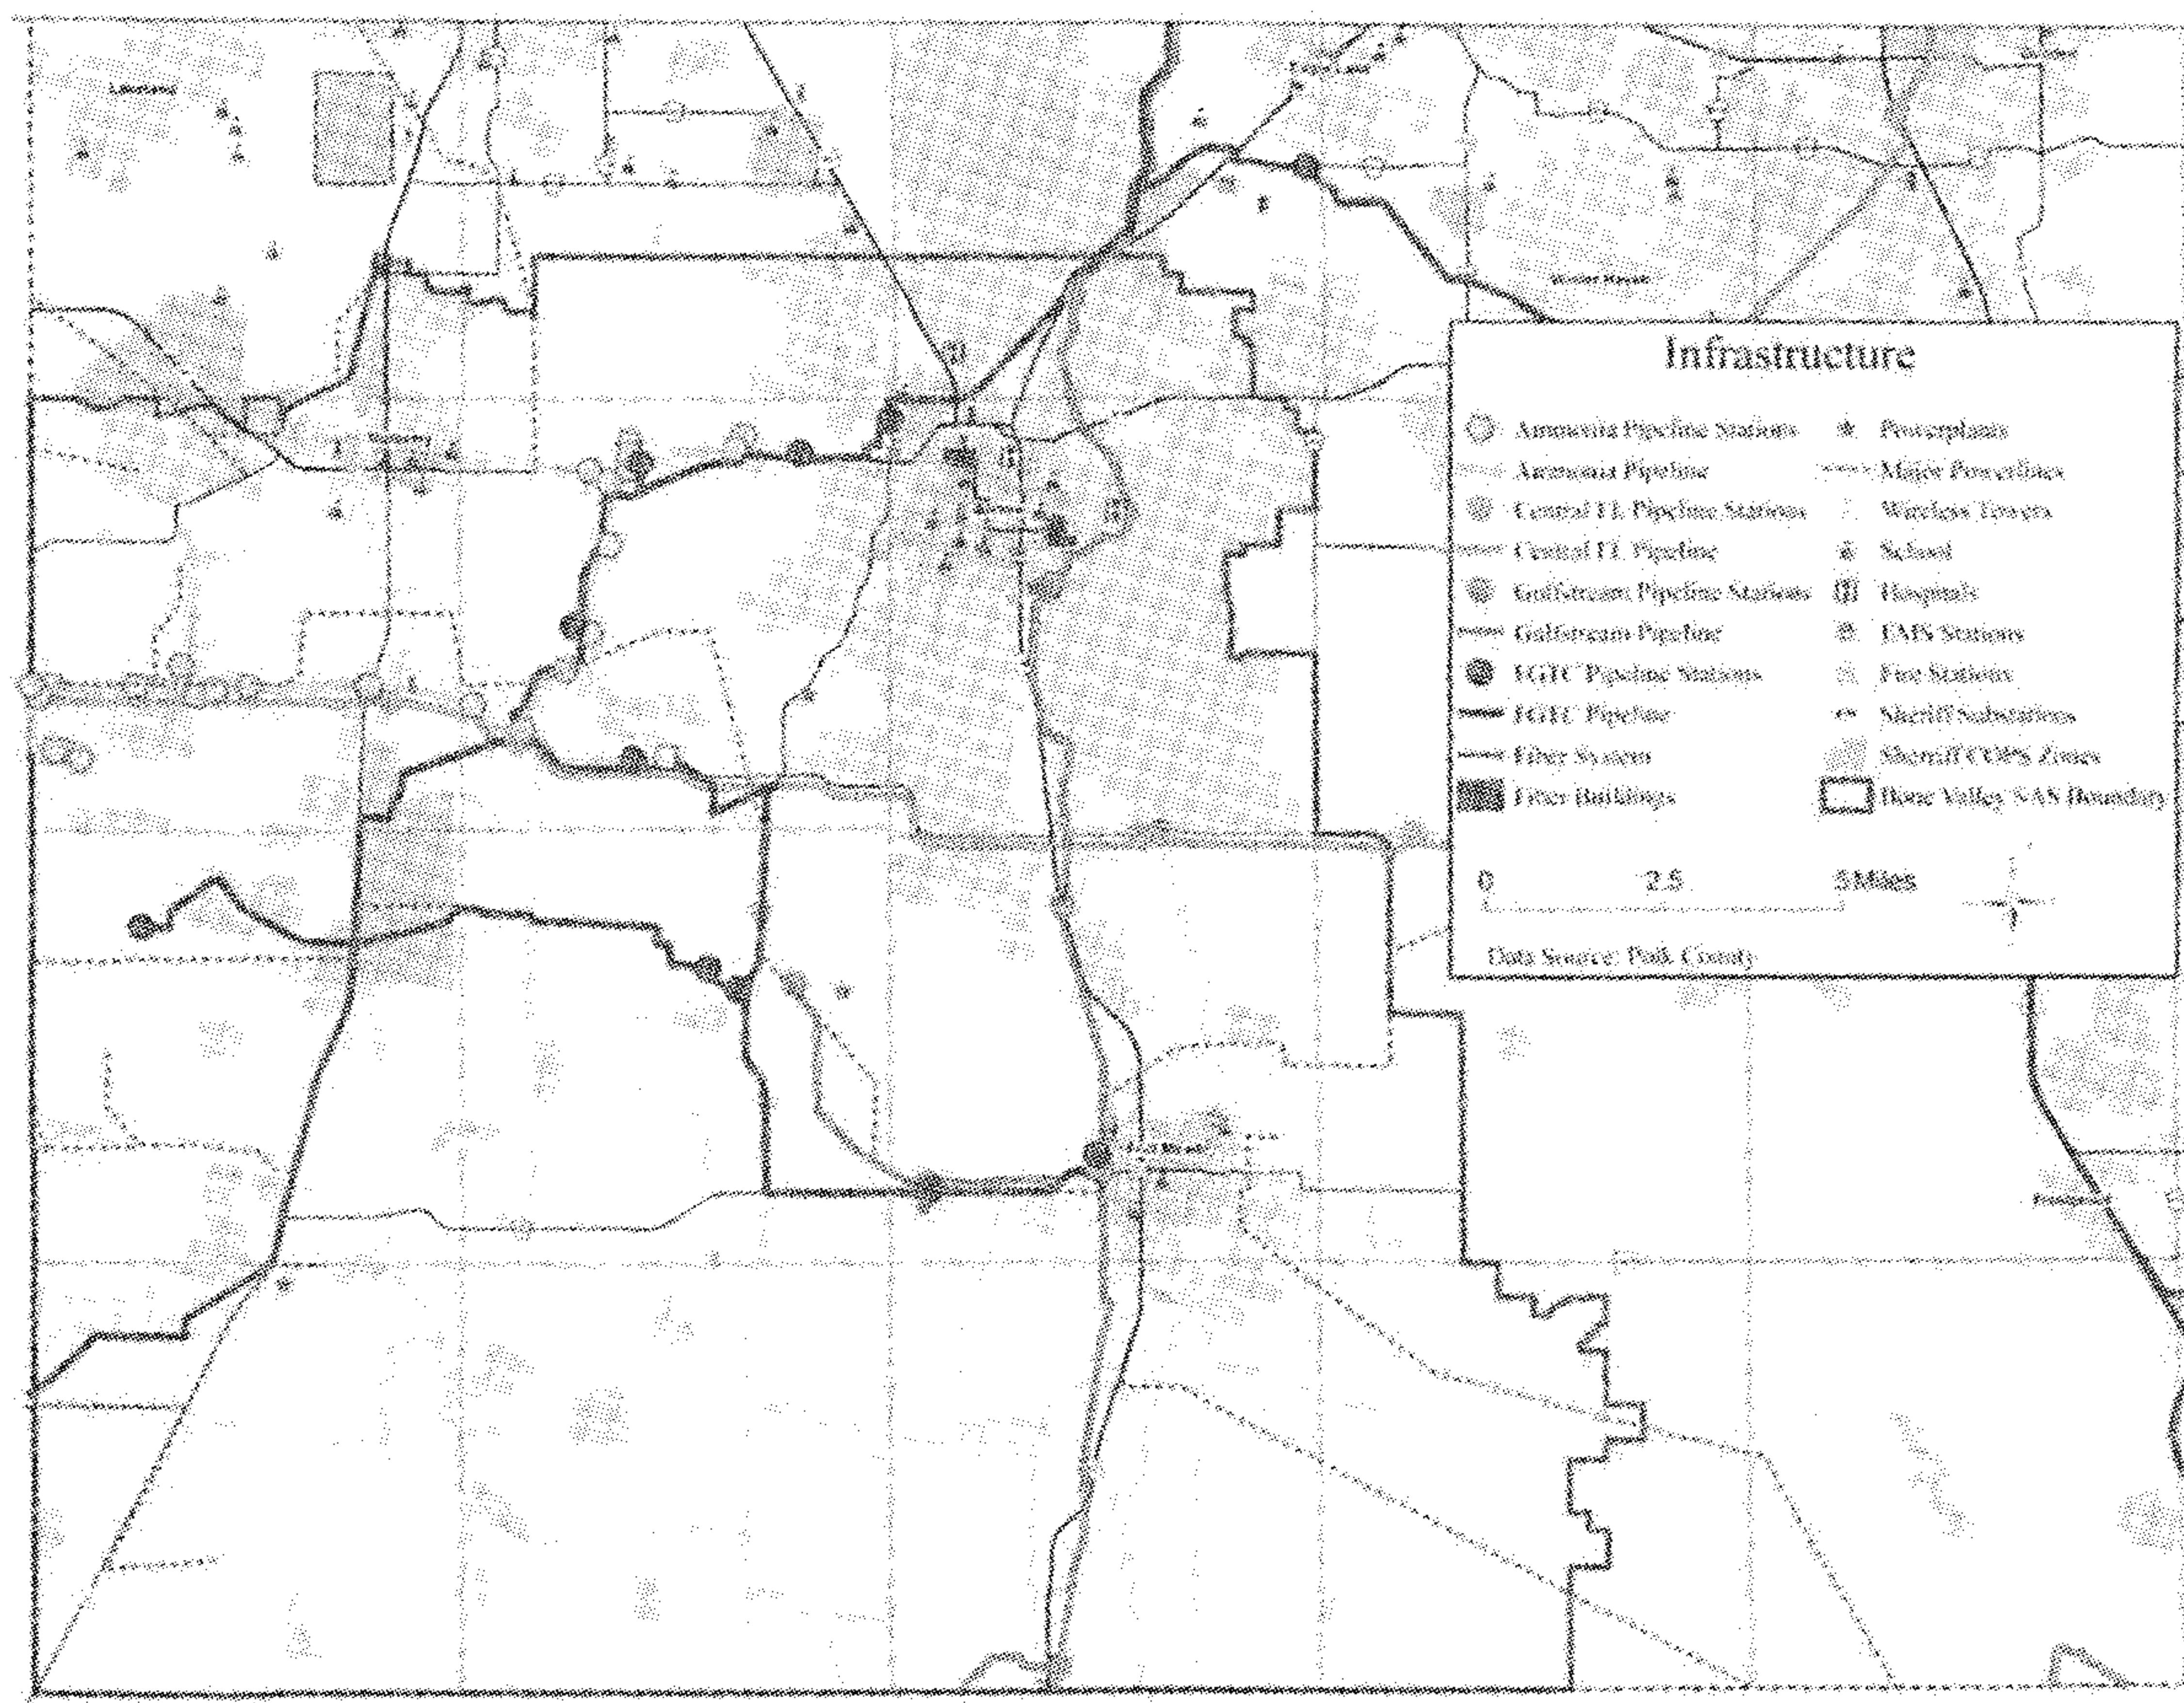 Infrastructure
Ammonia Pipeline Stations
Ammonia Pipeline
Central FL Pipeline Stations
Central FL Pipeline
Gulfstream Pipeline Stations
Gulfstream Pipeline
FGTC Pipeline Stations
FGTC Pipeline
Fiber System
Fiber Buildings
Powerplants
Major Powerlines
Wireless Towers
School
Hospitals
EMS Stations
Fire Stations
Sheriff Substations
Sherriff COPS Zones
Bone Valley SAS Boundary
0 2.5 5 Miles
Data Source: Polk County